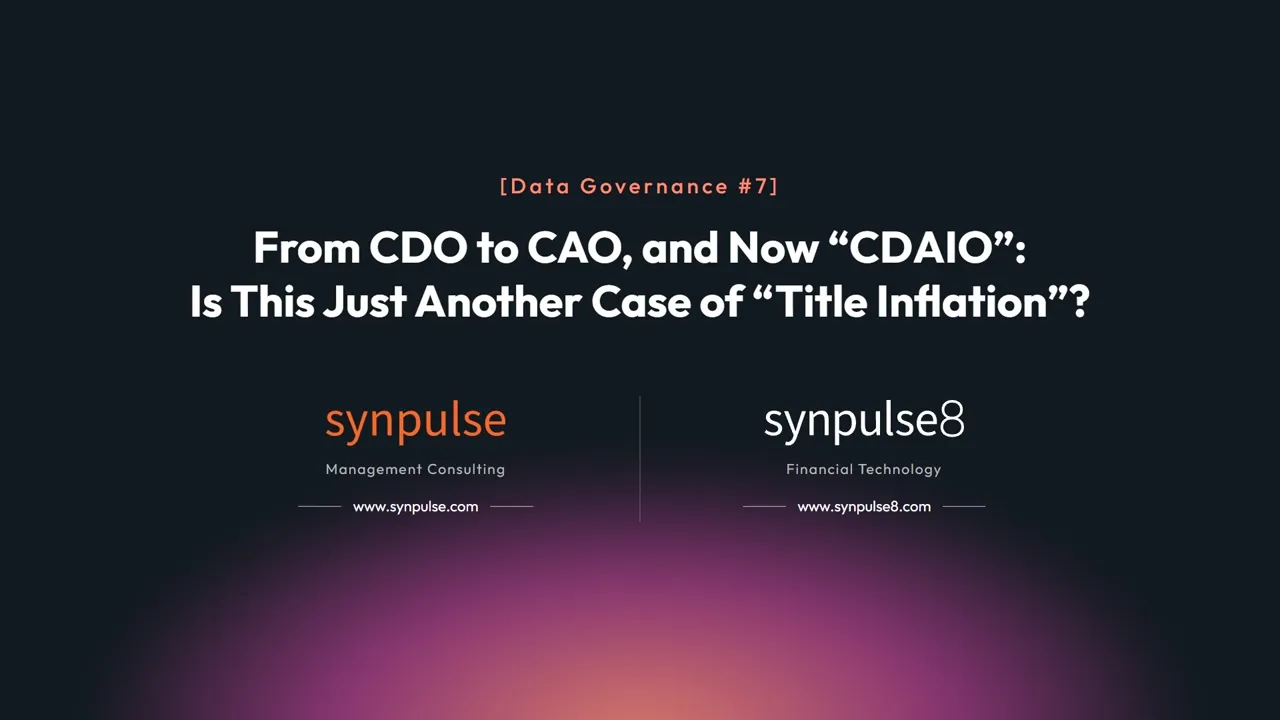 [Data Governance #7]
From CDO to CAO, and Now “CDAIO”:
Is This Just Another Case of “Title Inflation”?
synpulse
Management Consulting
www.synpulse.com
synpulse8
Financial Technology
www.synpulse8.com